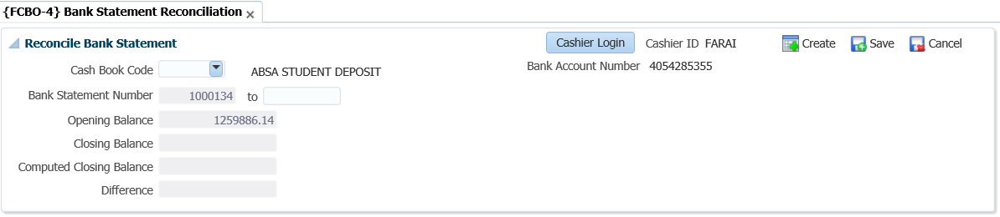 {FCBO-4} Bank Statement Reconciliation
Reconcile Bank Statement Cashier Login Cashier ID FARAI Create Save Cancel
Cash Book Code ABSA STUDENT DEPOSIT Bank Account Number 4054285355
Bank Statement Number 1000134 to
Opening Balance 1259886.14
Closing Balance
Computed Closing Balance
Difference